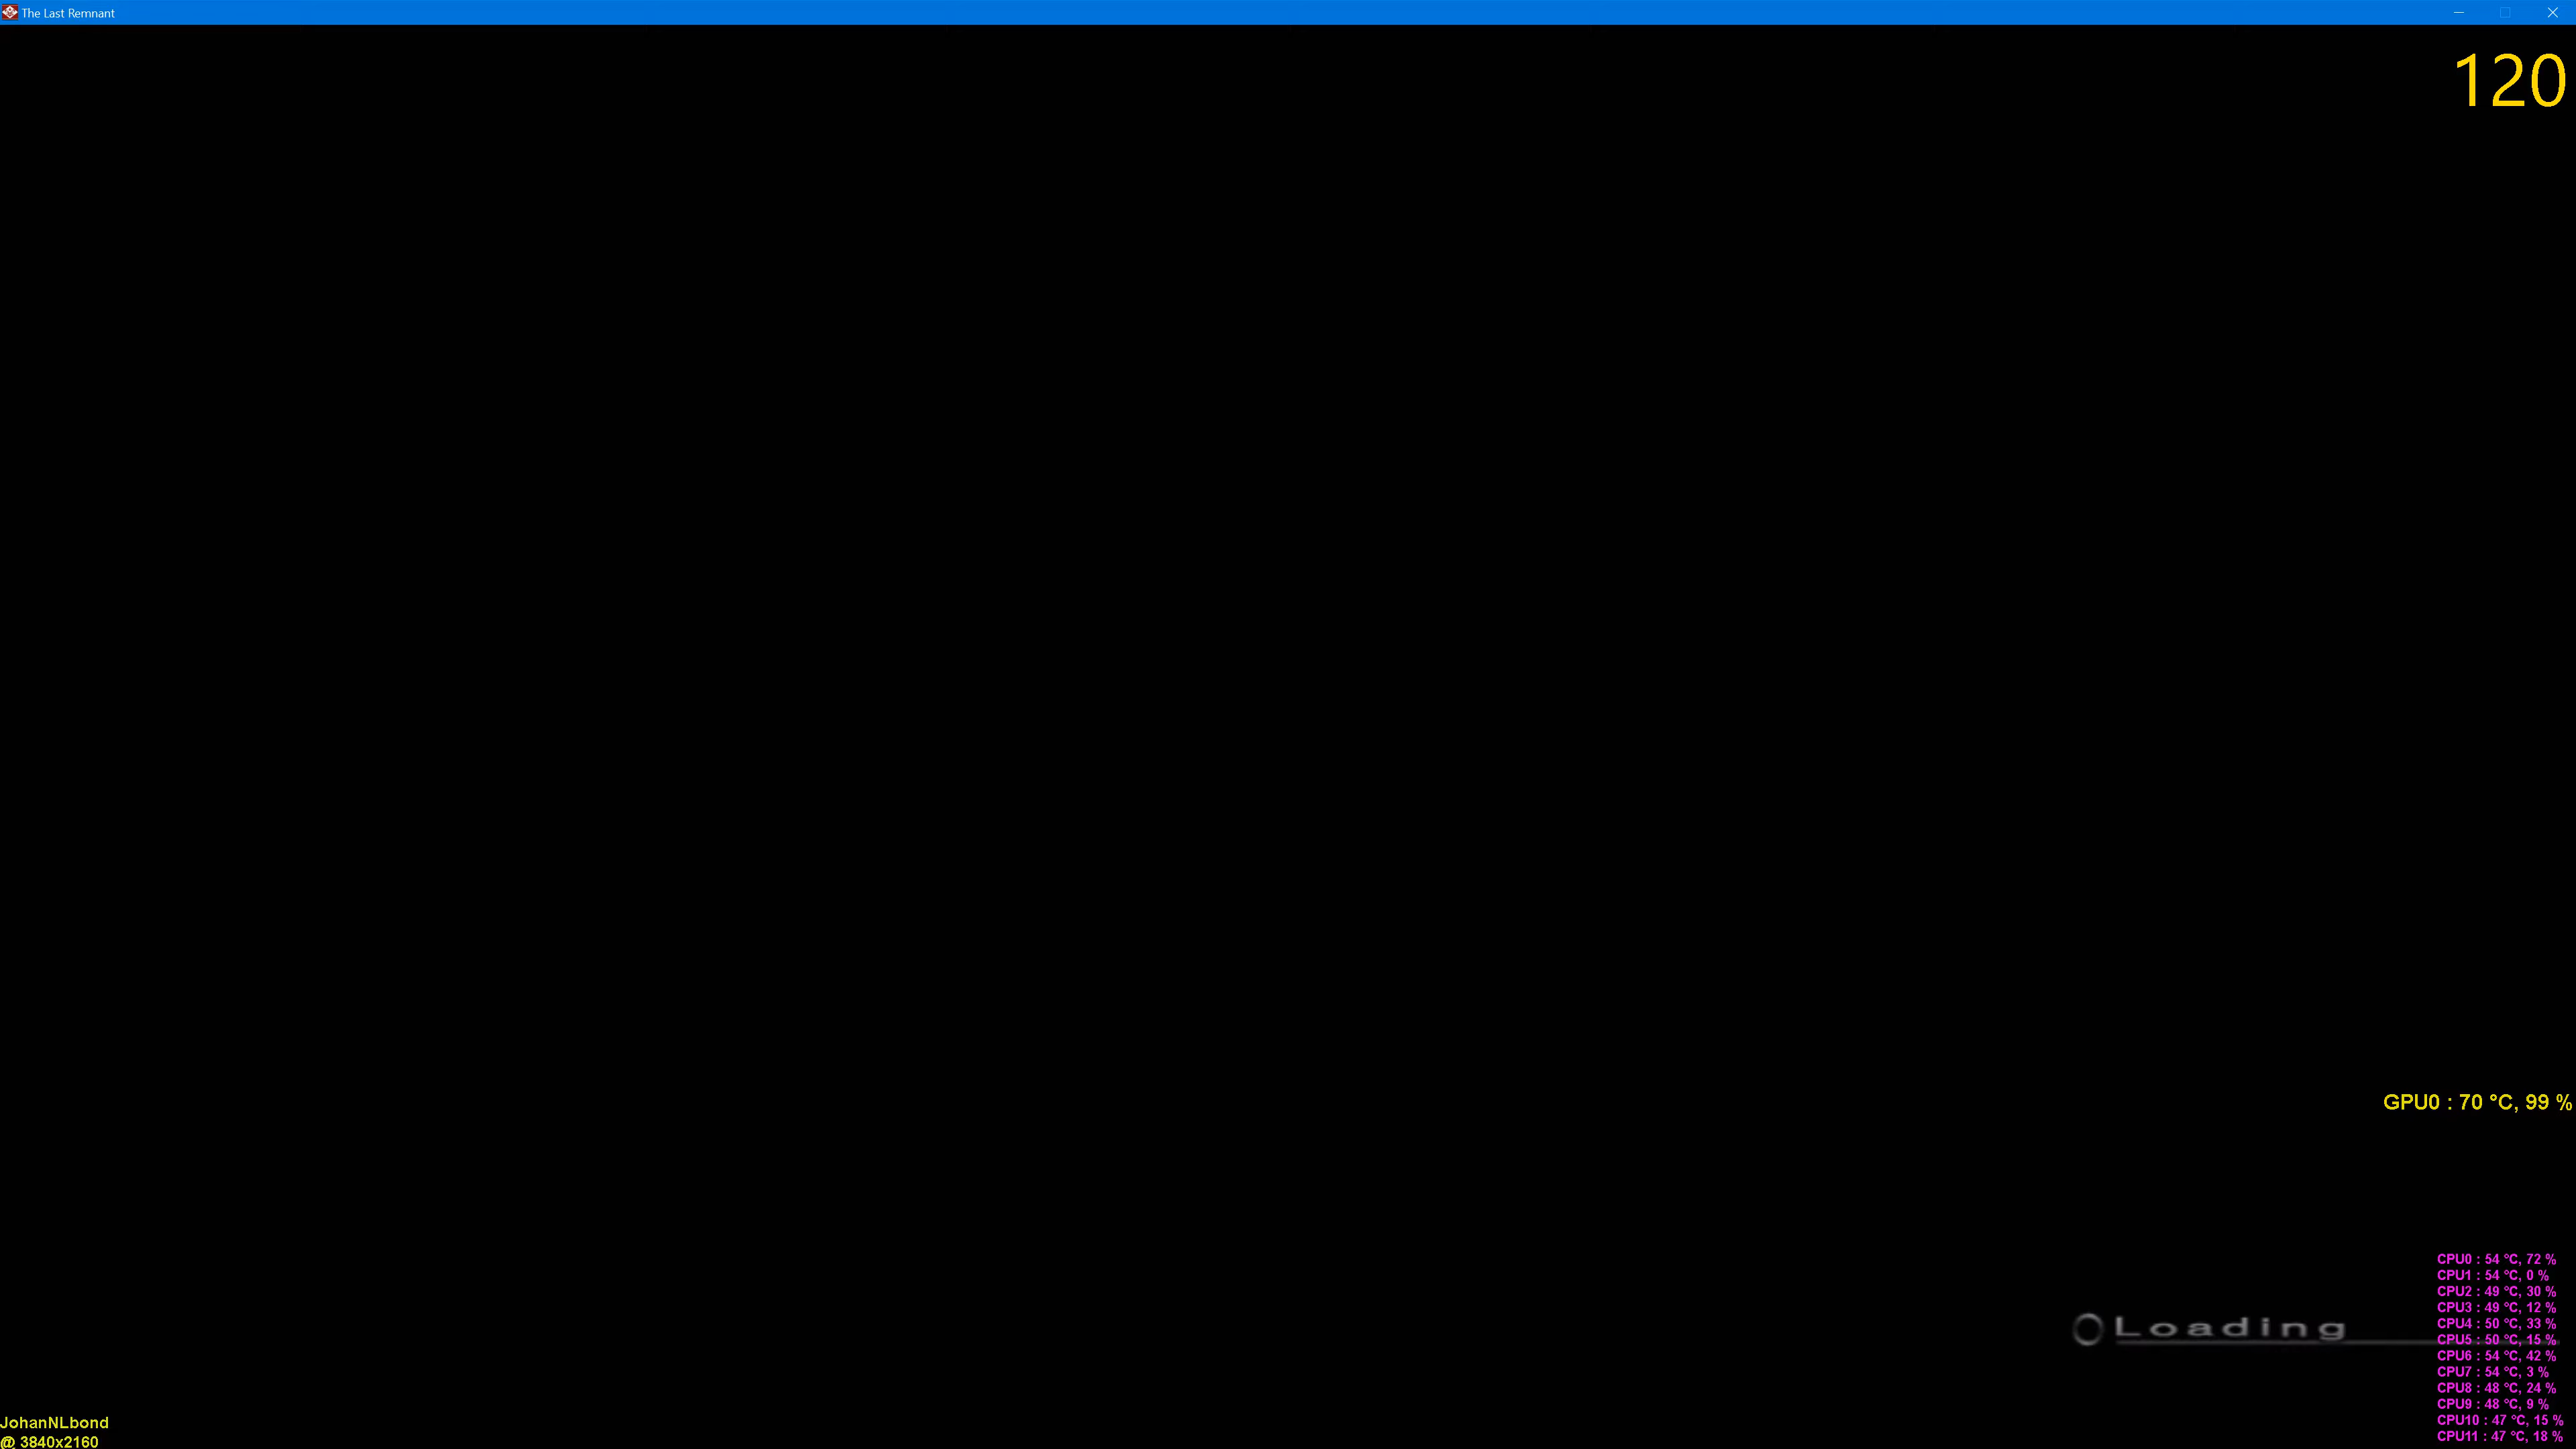 The Last Remnant
120
GPU0 : 70 °C, 99 %
CPU0 : 54 °C, 72 %
CPU1 : 54 °C, 0 %
CPU2 : 49 °C, 30 %
CPU3 : 49 °C, 12 %
CPU4 : 50 °C, 33 %
Loading
CPU5 : 50 °C, 15 %
CPU6 : 54 °C, 42 %
CPU7 : 54 °C, 3 %
CPU8 : 48 °C, 24 %
CPU9 : 48 °C, 9 %
CPU10 : 47 °C, 15 %
CPU11 : 47 °C, 18 %
JohanNLbond
@ 3840x2160